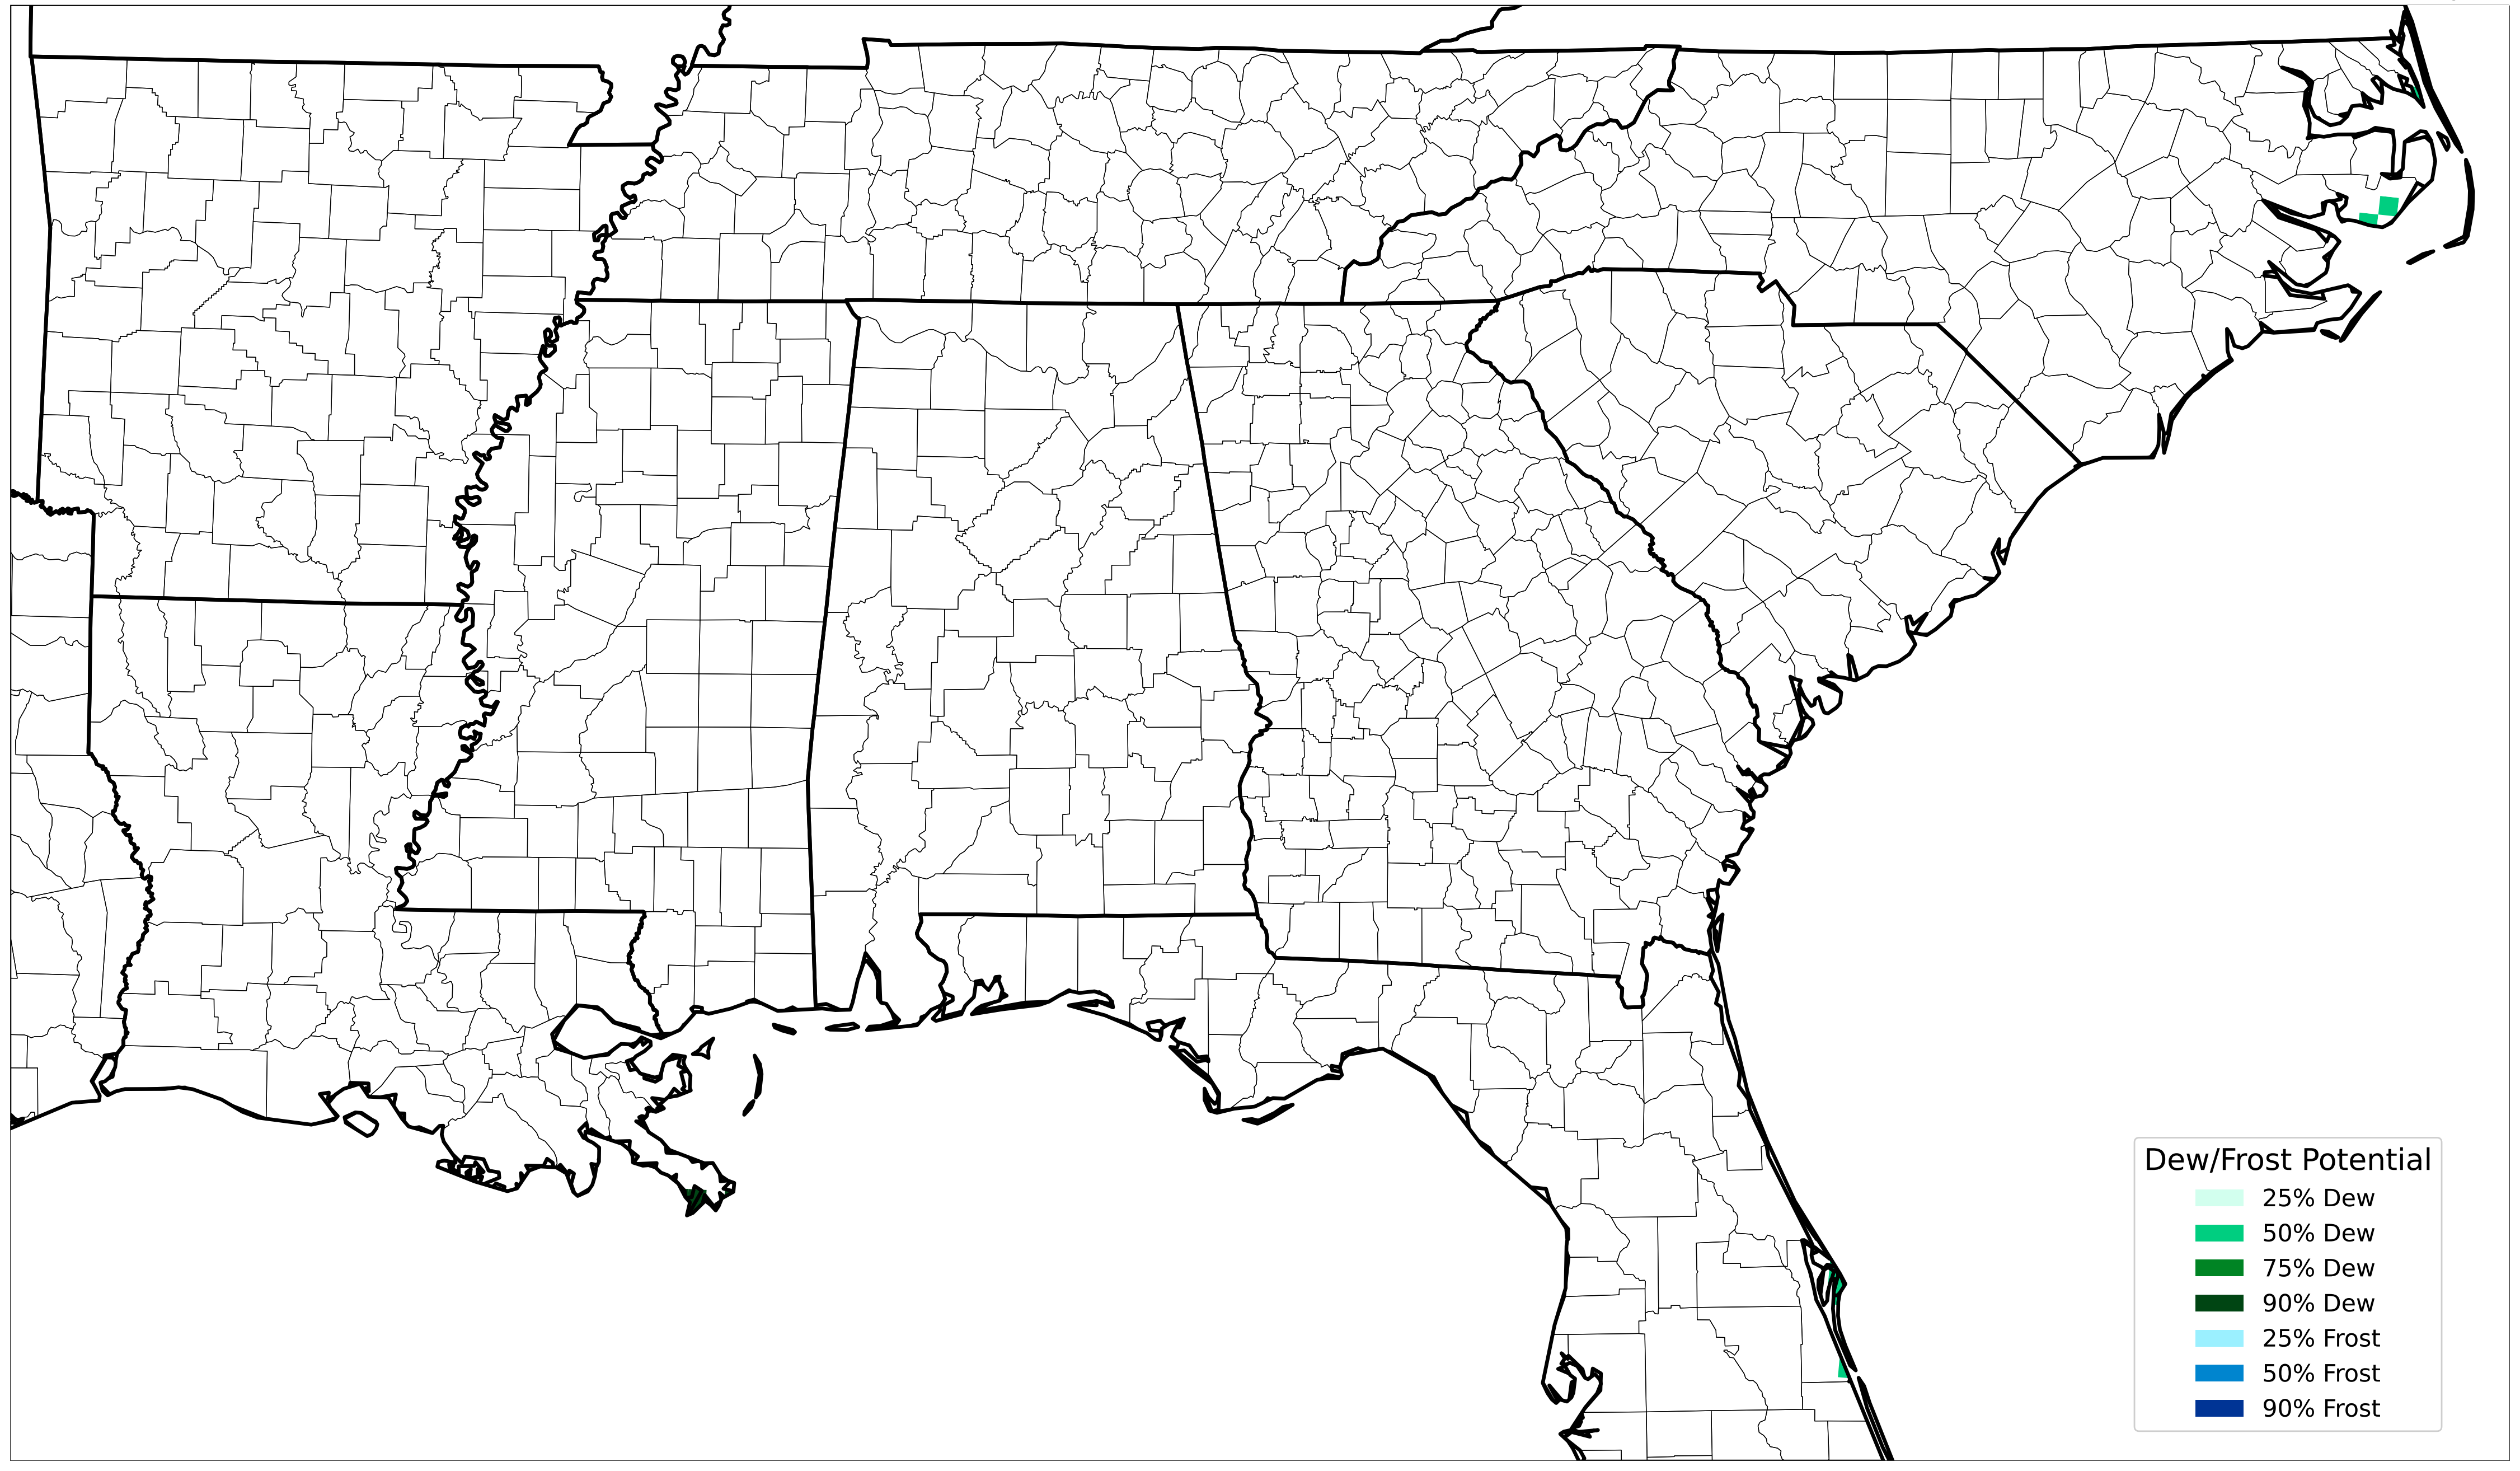 Dew/Frost Potential
25% Dew
50% Dew
75% Dew
90% Dew
25% Frost
50% Frost
90% Frost